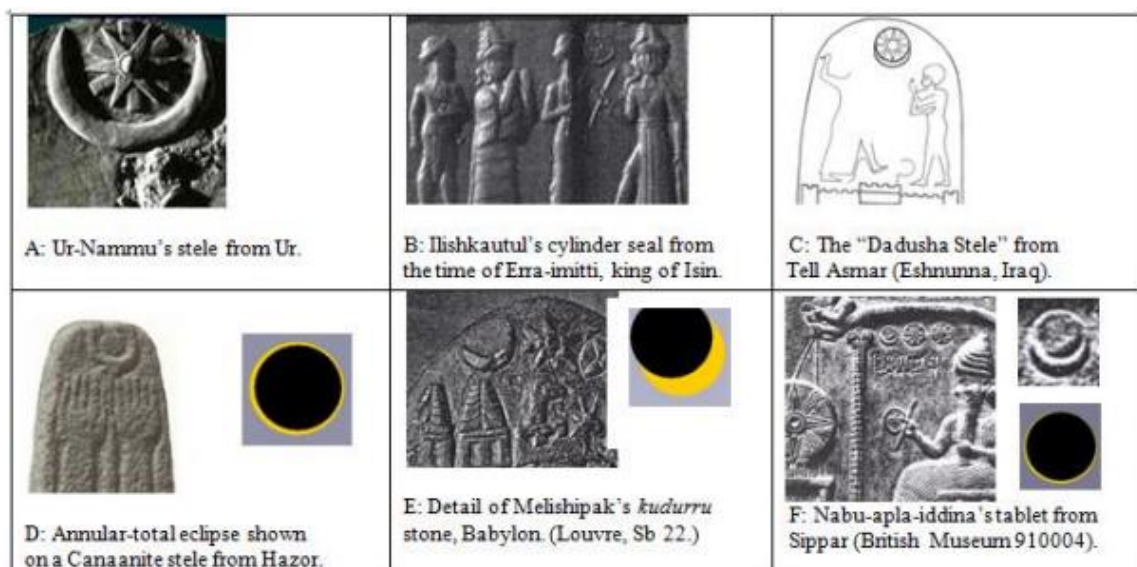 A: Ur-Nammu's stele from Ur.
B: Ilishkautul's cylinder seal from
the time of Erra-imitti, king of Isin.
C: The “Dadusha Stele” from
Tell Asmar (Eshnunna, Iraq).
D: Annular-total eclipse shown
on a Canaanite stele from Hazor.
E: Detail of Melishipak's kudurru
stone, Babylon. (Louvre, Sb 22.)
F: Nabu-apla-iddina's tablet from
Sippar (British Museum 910004).